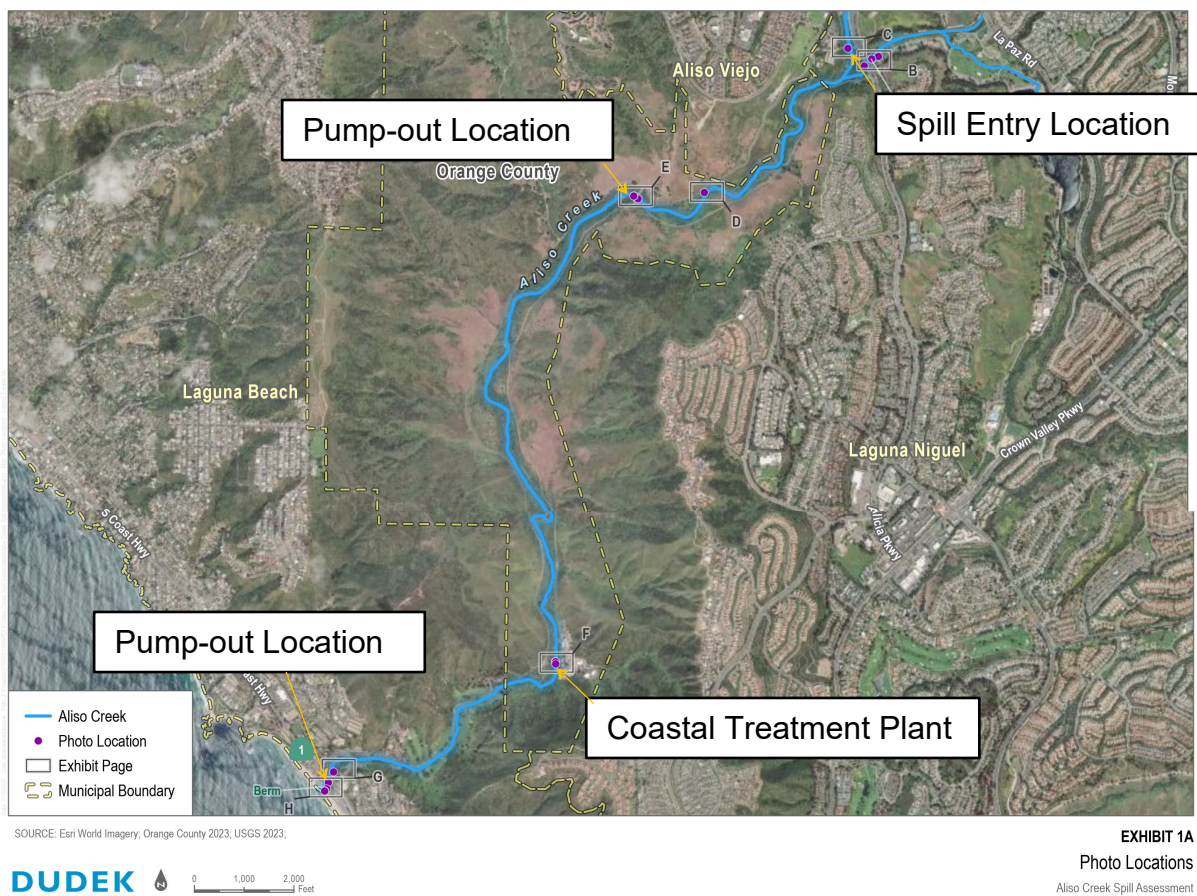 C
La Paz Rd
Aliso Viejo
B
Pump-out Location
Spill Entry Location
Orange County
E
D
Aliso Creek
Laguna Beach
Crown Valley Pkwy
Laguna Niguel
S Coast Hwy
Alicia Pkwy
Pump-out Location
F
Coastal Treatment Plant
1
G
Berm
H
Aliso Creek
Photo Location
Exhibit Page
Municipal Boundary
SOURCE: Esri World Imagery; Orange County 2023; USGS 2023;
EXHIBIT 1A
Photo Locations
DUDEK
N
0 1,000 2,000
Feet
Aliso Creek Spill Assessment